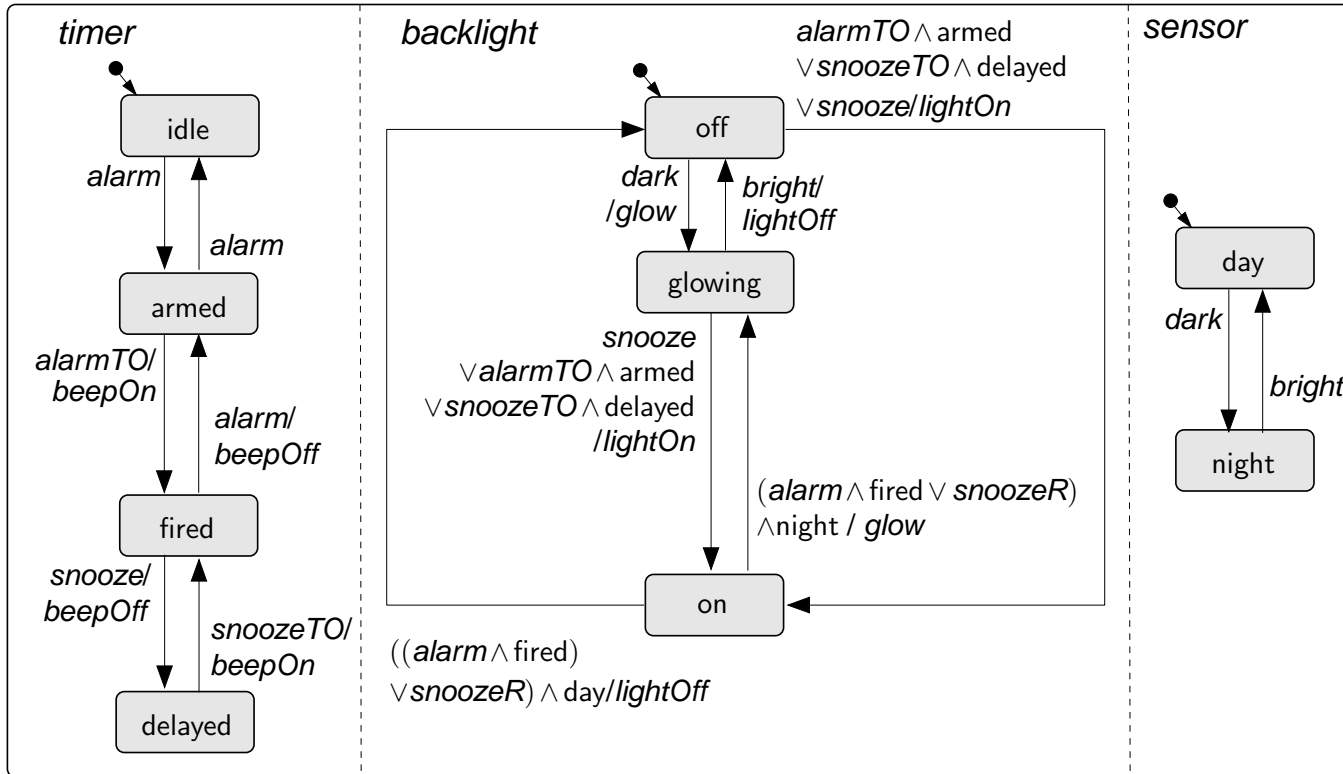 timer
idle
alarm
alarm
armed
alarmTO/
beepOn
alarm/
beepOff
fired
snooze/
beepOff
snoozeTO/
beepOn
delayed
backlight
alarmTO ∧ armed
∨snoozeTO ∧ delayed
∨snooze/lightOn
off
dark
/glow
bright/
lightOff
glowing
snooze
∨alarmTO ∧ armed
∨snoozeTO ∧ delayed
/lightOn
(alarm ∧ fired ∨ snoozeR)
∧night / glow
on
((alarm ∧ fired)
∨snoozeR) ∧ day/lightOff
sensor
day
dark
bright
night